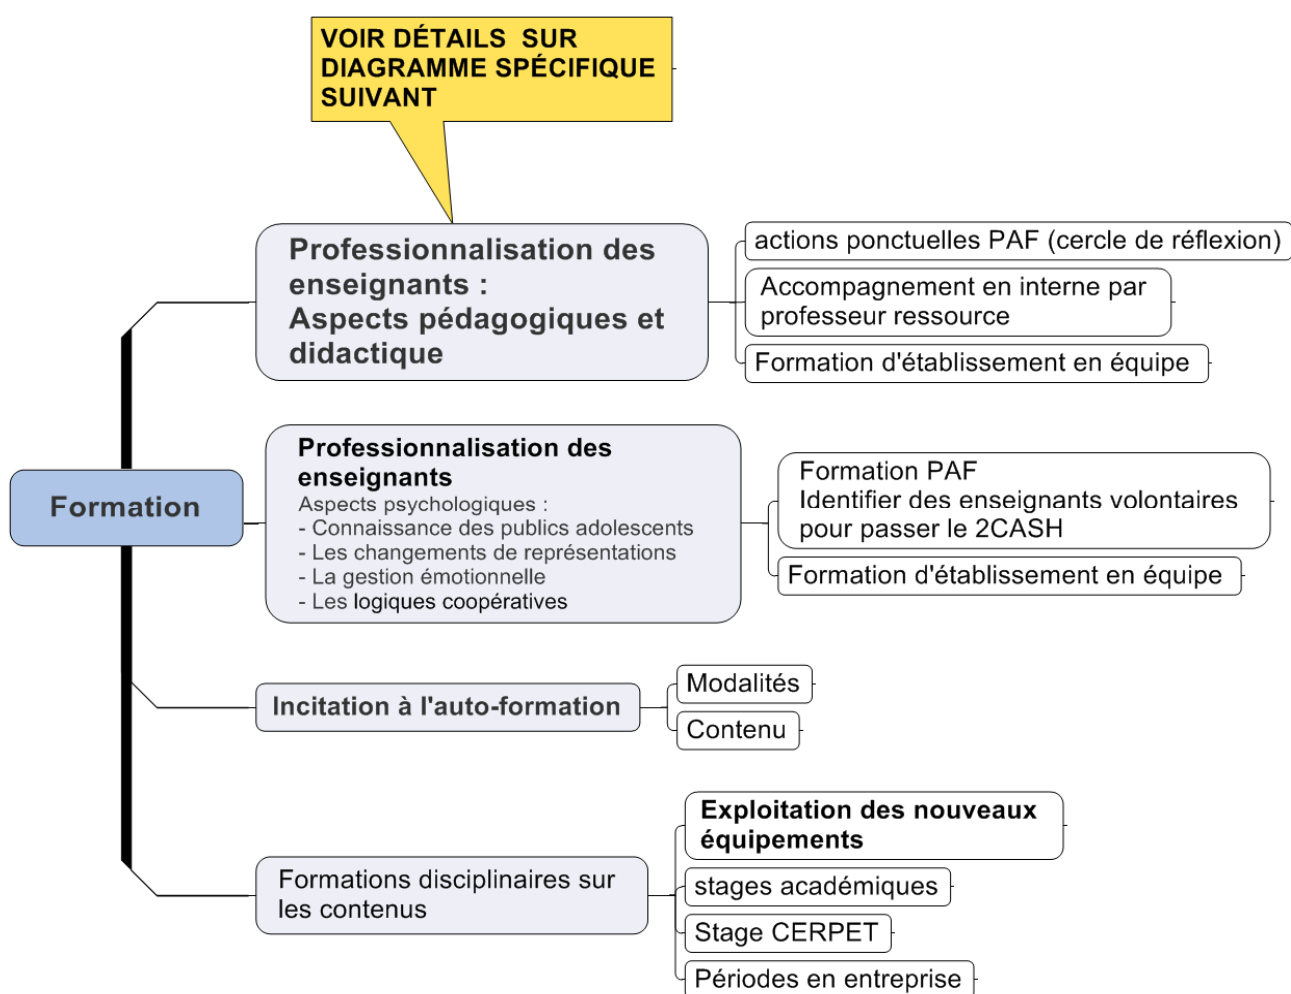 VOIR DÉTAILS  SUR
DIAGRAMME SPÉCIFIQUE
SUIVANT
Professionnalisation des
enseignants :
Aspects pédagogiques et
didactique
actions ponctuelles PAF (cercle de réflexion)
Accompagnement en interne par
professeur ressource
Formation d'établissement en équipe
Formation
Professionnalisation des
enseignants
Aspects psychologiques :
- Connaissance des publics adolescents
- Les changements de représentations
- La gestion émotionnelle
- Les logiques coopératives
Formation PAF
Identifier des enseignants volontaires
pour passer le 2CASH
Formation d'établissement en équipe
Incitation à l'auto-formation
Modalités
Contenu
Formations disciplinaires sur
les contenus
Exploitation des nouveaux
équipements
stages académiques
Stage CERPET
Périodes en entreprise